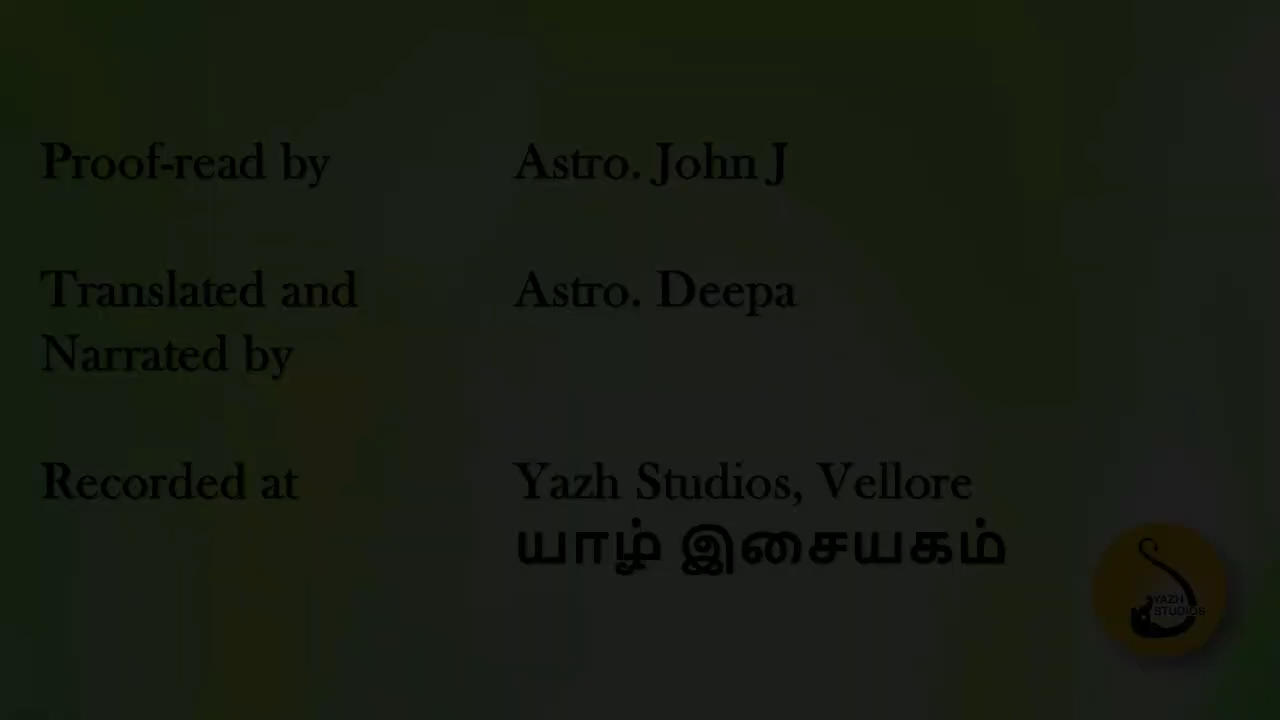 Proof-read by Astro. John J
Translated and Astro. Deepa
Narrated by
Recorded at Yazh Studios, Vellore
யாழ் இசையகம்
YAZH
STUDIOS